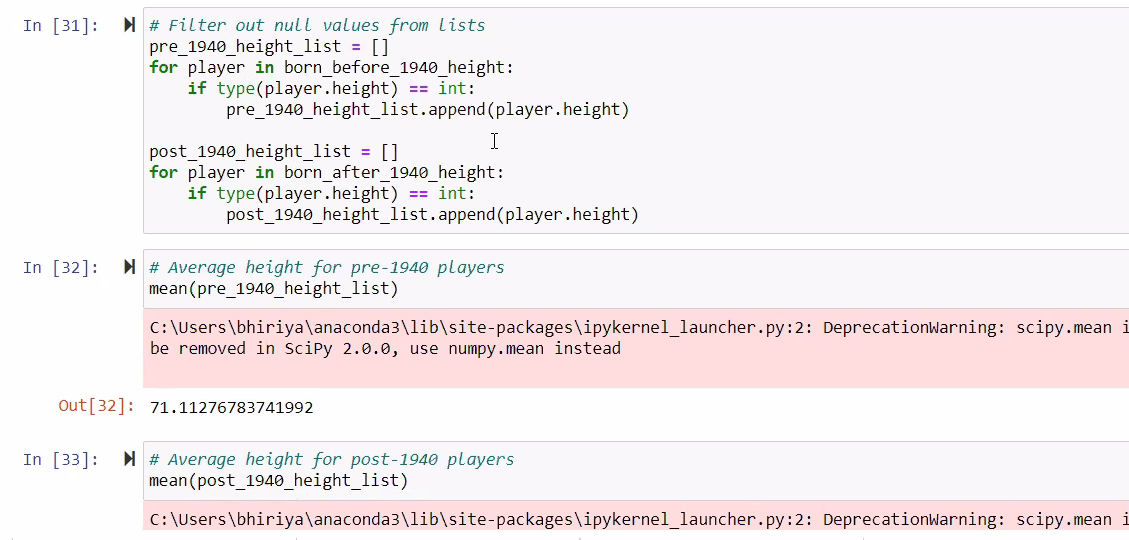 In [31]: # Filter out null values from lists
pre_1940_height_list = []
for player in born_before_1940_height:
    if type(player.height) == int:
        pre_1940_height_list.append(player.height)
post_1940_height_list = []
for player in born_after_1940_height:
    if type(player.height) == int:
        post_1940_height_list.append(player.height)
In [32]: # Average height for pre-1940 players
mean(pre_1940_height_list)
C:\Users\bhiriya\anaconda3\lib\site-packages\ipykernel_launcher.py:2: DeprecationWarning: scipy.mean i
be removed in SciPy 2.0.0, use numpy.mean instead
Out[32]: 71.11276783741992
In [33]: # Average height for post-1940 players
mean(post_1940_height_list)
C:\Users\bhiriya\anaconda3\lib\site-packages\ipykernel_launcher.py:2: DeprecationWarning: scipy.mean i